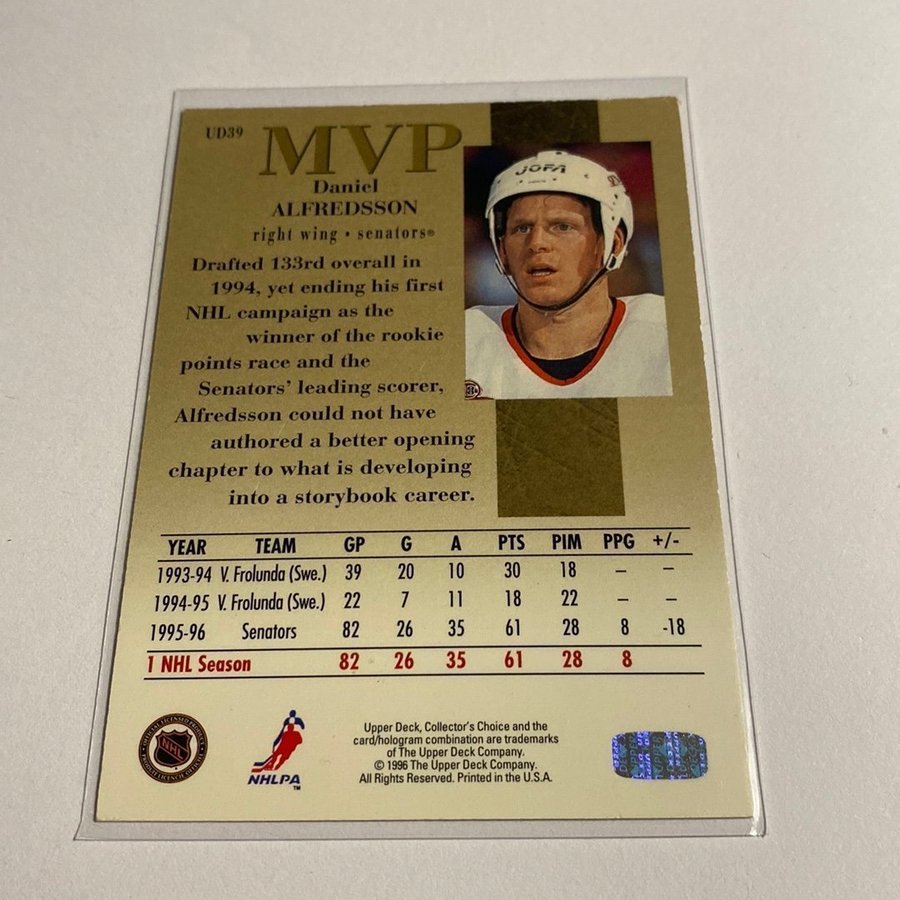 UD39
MVP
JOFA
Daniel
ALFREDSSON
right wing • senators®
Drafted 133rd overall in
1994, yet ending his first
NHL campaign as the
winner of the rookie
points race and the
Senators’ leading scorer,
Alfredsson could not have
authored a better opening
chapter to what is developing
into a storybook career.
YEAR TEAM GP G A PTS PIM PPG +/-
1993-94 V. Frolunda (Swe.) 39 20 10 30 18 – –
1994-95 V. Frolunda (Swe.) 22 7 11 18 22 – –
1995-96 Senators 82 26 35 61 28 8 -18
1 NHL Season 82 26 35 61 28 8
NHL
NHLPA
™
Upper Deck, Collector’s Choice and the
card/hologram combination are trademarks
of The Upper Deck Company.
© 1996 The Upper Deck Company.
All Rights Reserved. Printed in the U.S.A.